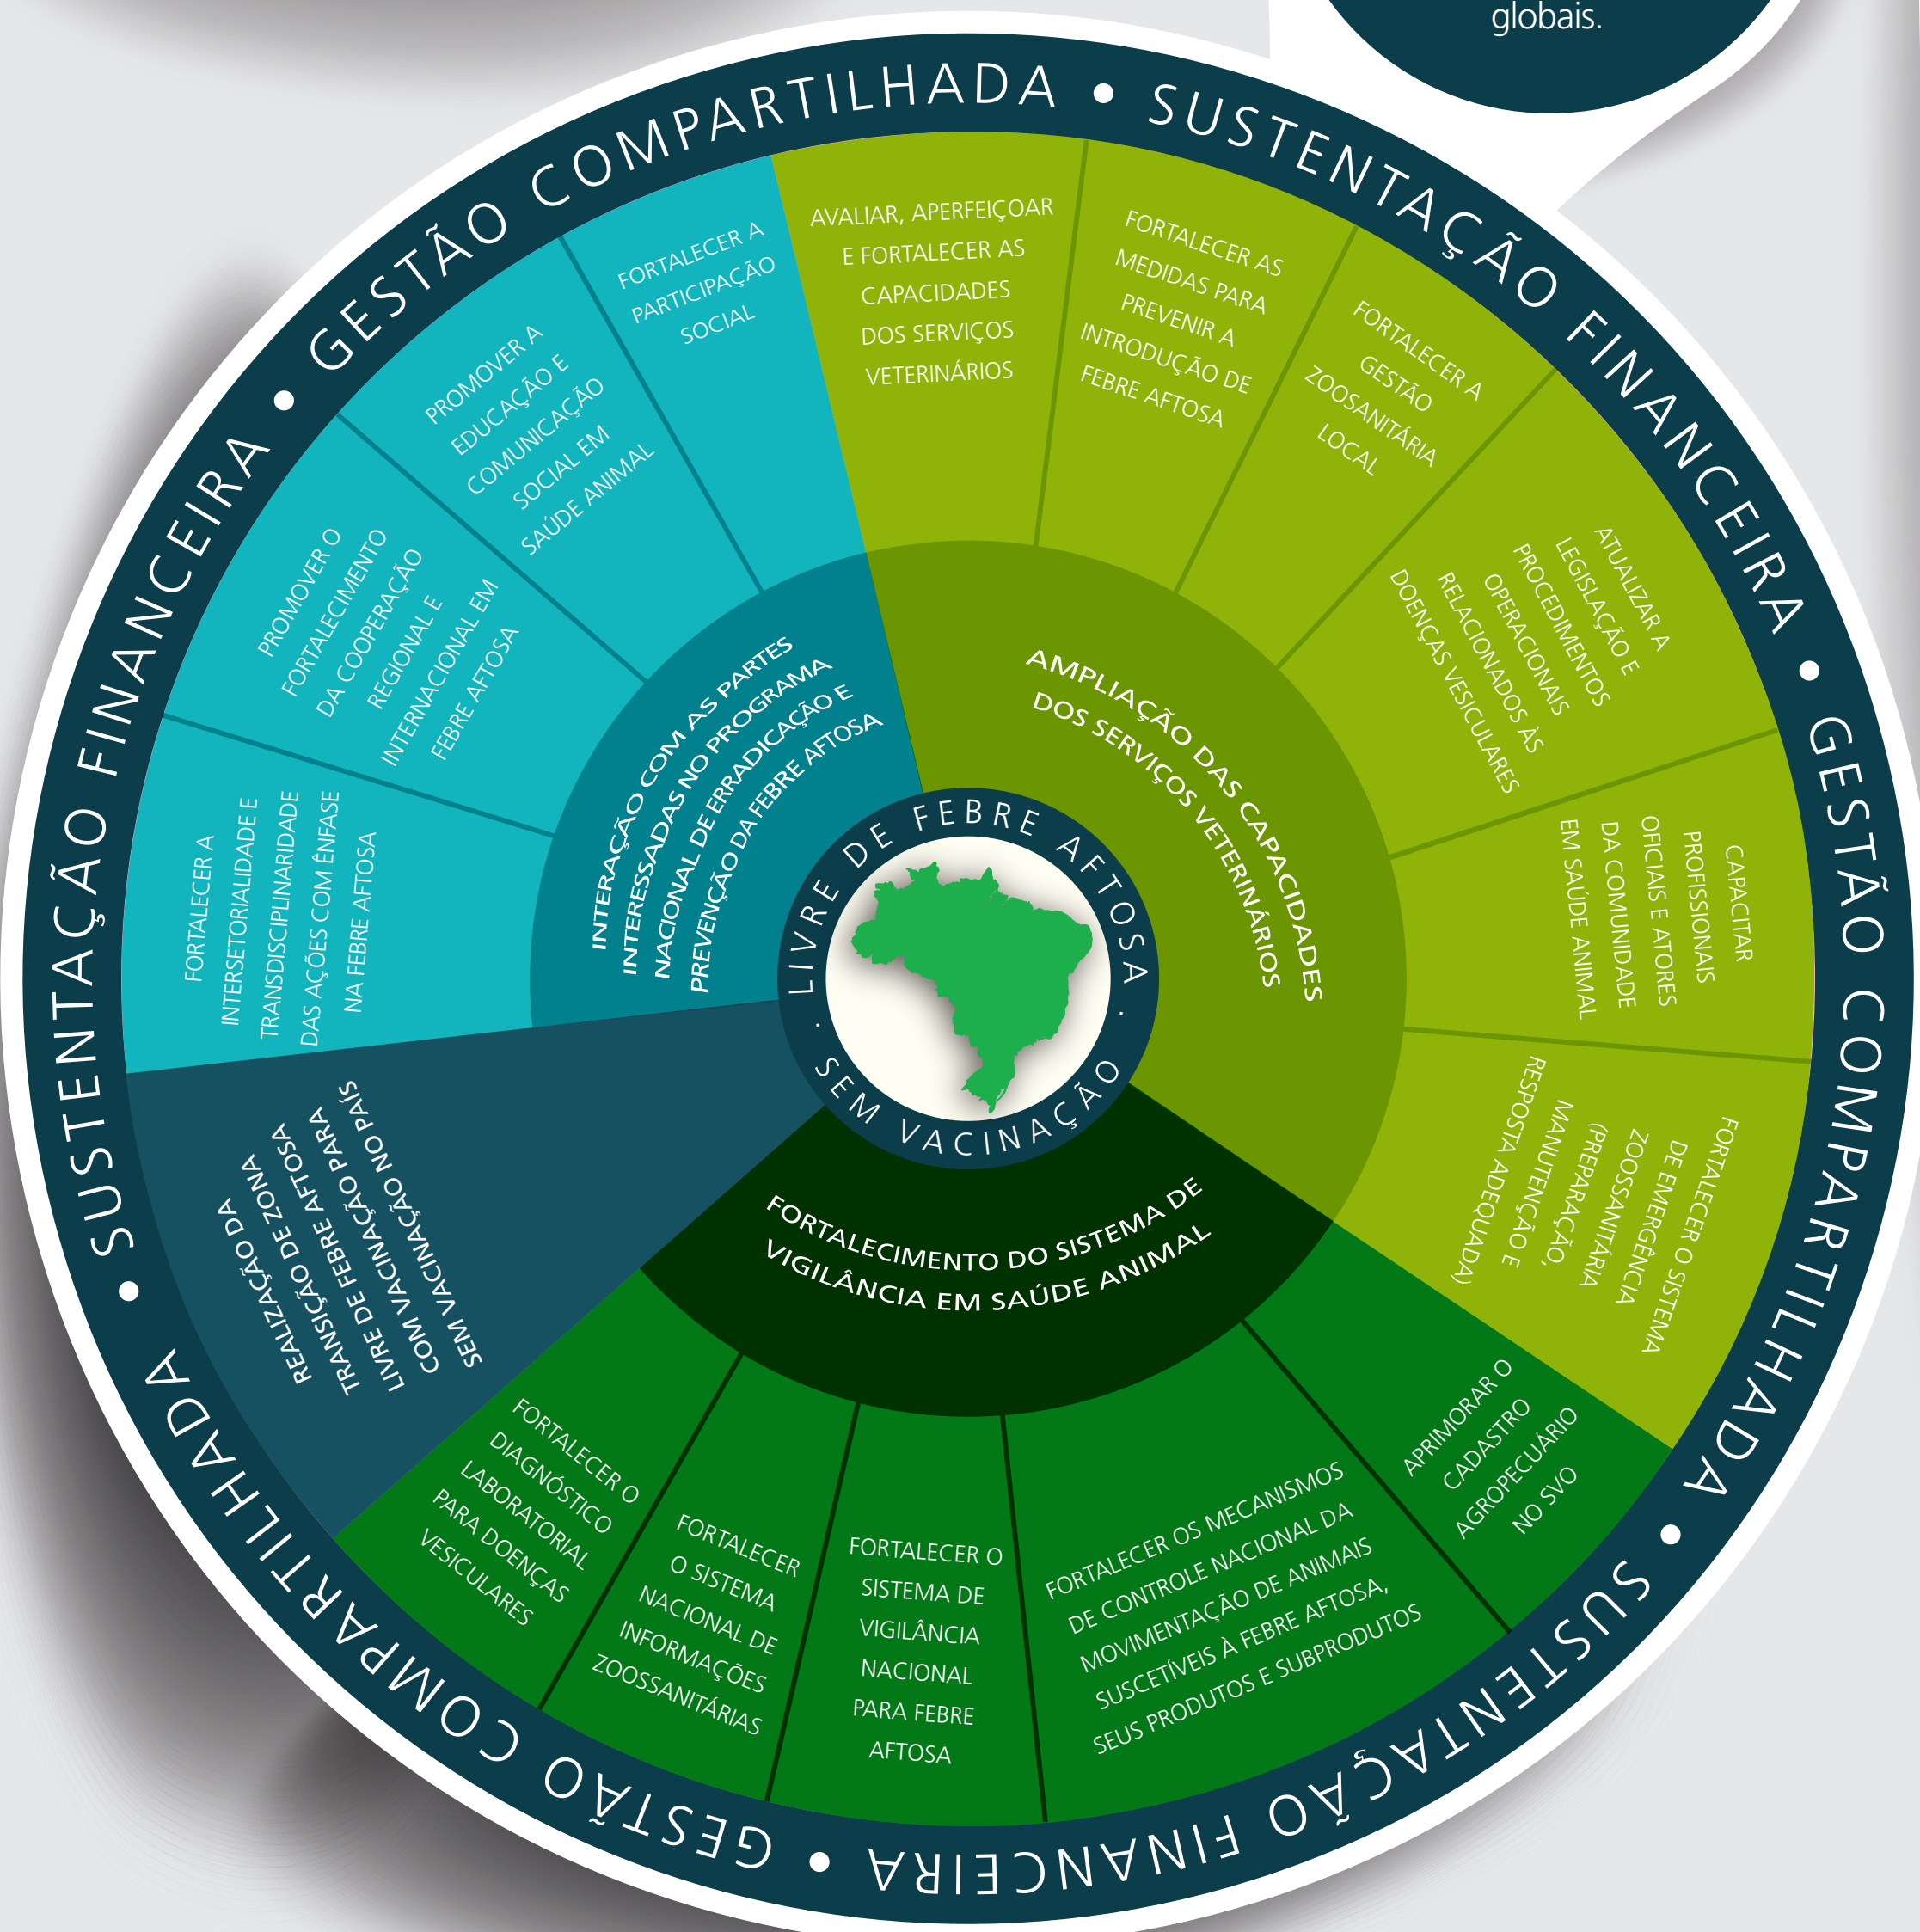 globais.
GESTÃO COMPARTILHADA • SUSTENTAÇÃO FINANCEIRA • GESTÃO COMPARTILHADA • SUSTENTAÇÃO FINANCEIRA • GESTÃO COMPARTILHADA • SUSTENTAÇÃO FINANCEIRA •
AVALIAR, APERFEIÇOAR
E FORTALECER AS
CAPACIDADES
DOS SERVIÇOS
VETERINÁRIOS
FORTALECER AS
MEDIDAS PARA
PREVENIR A
INTRODUÇÃO DE
FEBRE AFTOSA
FORTALECER A
GESTÃO
ZOOSANITÁRIA
LOCAL
ATUALIZAR A
LEGISLAÇÃO E
PROCEDIMENTOS
OPERACIONAIS
RELACIONADOS ÀS
DOENÇAS VESICULARES
CAPACITAR
PROFISSIONAIS
OFICIAIS E ATORES
DA COMUNIDADE
EM SAÚDE ANIMAL
FORTALECER O SISTEMA
DE EMERGÊNCIA
ZOOSSANITÁRIA
(PREPARAÇÃO,
MANUTENÇÃO E
RESPOSTA ADEQUADA)
APRIMORAR O
CADASTRO
AGROPECUÁRIO
NO SVO
FORTALECER OS MECANISMOS
DE CONTROLE NACIONAL DA
MOVIMENTAÇÃO DE ANIMAIS
SUSCETÍVEIS À FEBRE AFTOSA,
SEUS PRODUTOS E SUBPRODUTOS
FORTALECER O
SISTEMA DE
VIGILÂNCIA
NACIONAL
PARA FEBRE
AFTOSA
FORTALECER
O SISTEMA
NACIONAL DE
INFORMAÇÕES
ZOOSSANITÁRIAS
FORTALECER O
DIAGNÓSTICO
LABORATORIAL
PARA DOENÇAS
VESICULARES
REALIZAÇÃO DA
TRANSIÇÃO DE ZONA
LIVRE DE FEBRE AFTOSA
COM VACINAÇÃO PARA
SEM VACINAÇÃO NO PAÍS
FORTALECER A
INTERSETORIALIDADE E
TRANSDISCIPLINARIDADE
DAS AÇÕES COM ÊNFASE
NA FEBRE AFTOSA
PROMOVER O
FORTALECIMENTO
DA COOPERAÇÃO
REGIONAL E
INTERNACIONAL EM
FEBRE AFTOSA
PROMOVER A
EDUCAÇÃO E
COMUNICAÇÃO
SOCIAL EM
SAÚDE ANIMAL
FORTALECER A
PARTICIPAÇÃO
SOCIAL
INTERAÇÃO COM AS PARTES
INTERESSADAS NO PROGRAMA
NACIONAL DE ERRADICAÇÃO E
PREVENÇÃO DA FEBRE AFTOSA
AMPLIAÇÃO DAS CAPACIDADES
DOS SERVIÇOS VETERINÁRIOS
FORTALECIMENTO DO SISTEMA DE
VIGILÂNCIA EM SAÚDE ANIMAL
LIVRE DE FEBRE AFTOSA
. SEM VACINAÇÃO .